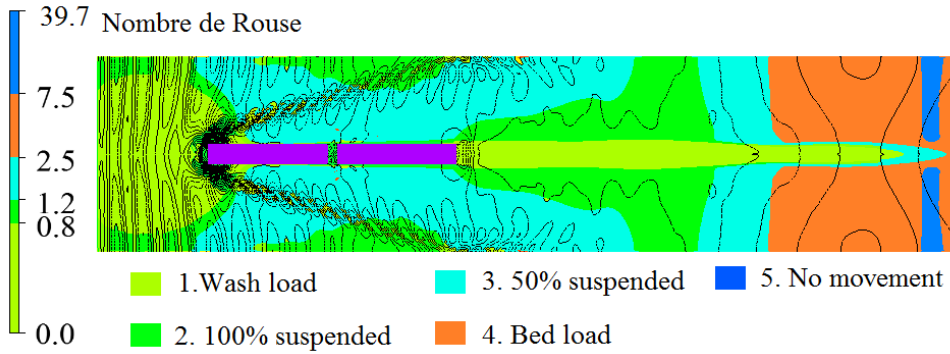 39.7 Nombre de Rouse
7.5
2.5
1.2
0.8
0.0
1.Wash load
3. 50% suspended
5. No movement
2. 100% suspended
4. Bed load